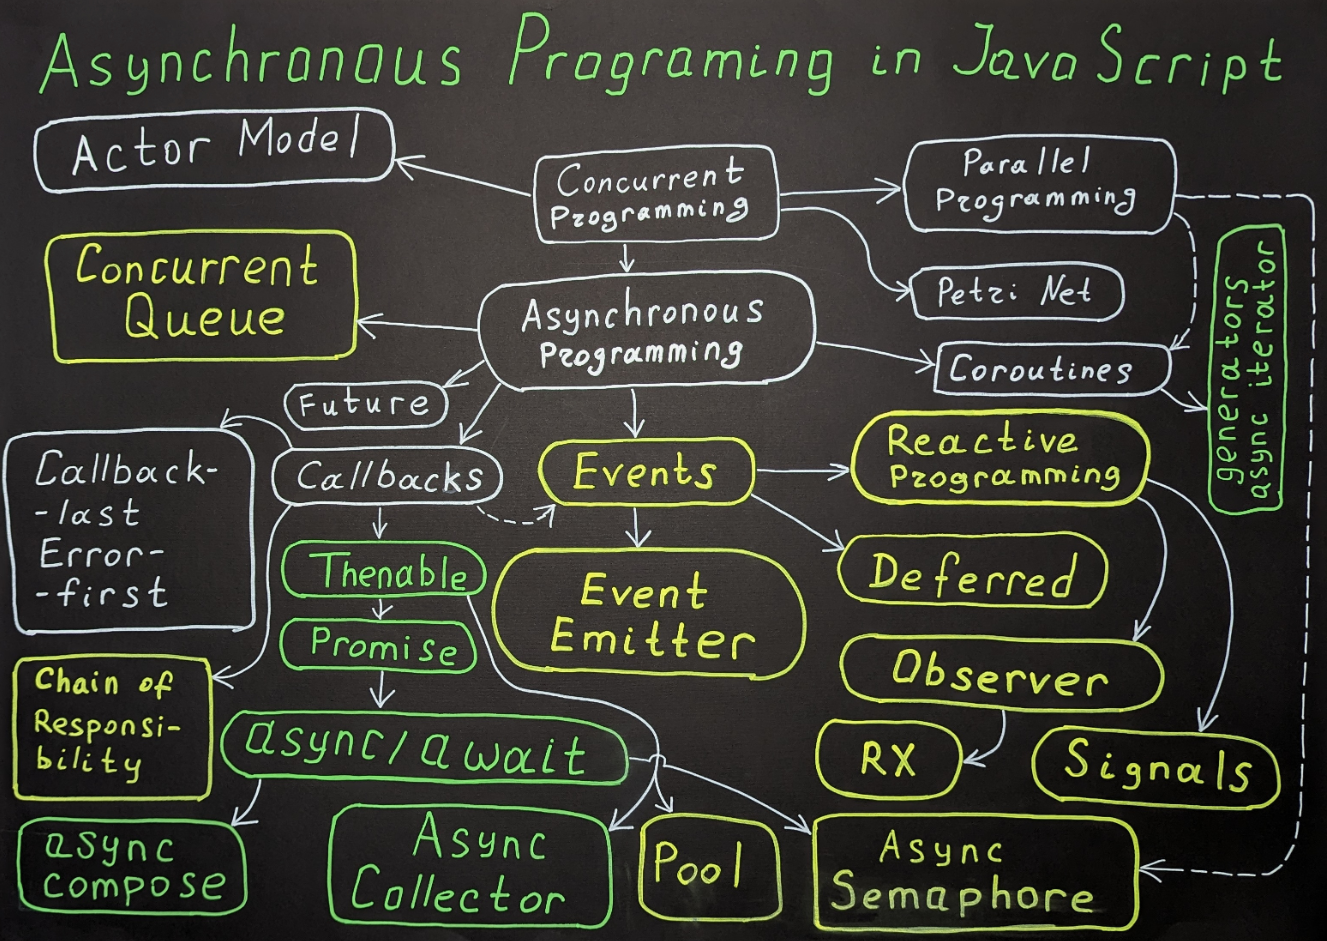 Asynchronous Programing in JavaScript
Actor Model
Concurrent
Programming
Parallel
Programming
Concurrent
Queue
Petri Net
Asynchronous
Programming
Coroutines
generators
async iterator
Future
Callback-
-last
Error-
-first
Callbacks
Events
Reactive
Programming
Thenable
Event
Emitter
Deferred
Promise
Observer
Chain of
Responsi-
bility
async/await
RX
Signals
async
compose
Async
Collector
Pool
Async
Semaphore